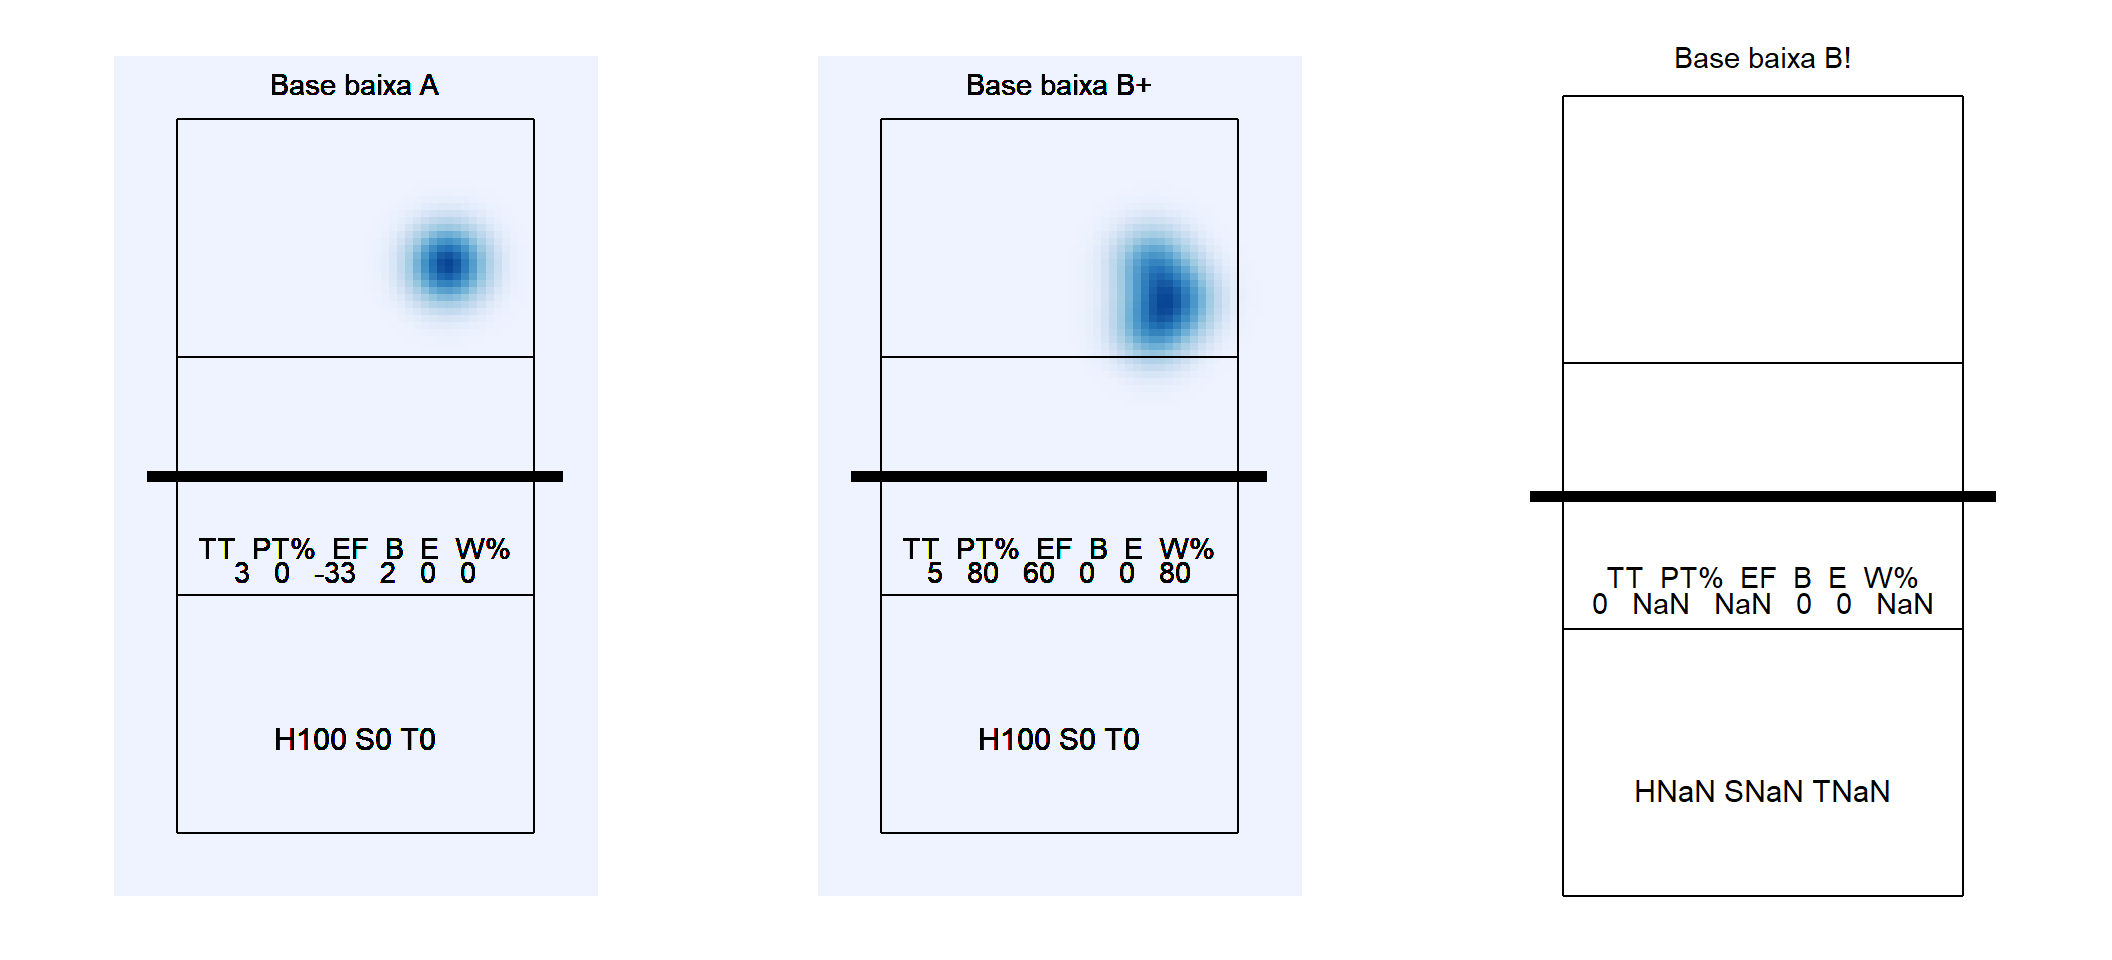 Base baixa A
TT PT% EF B E W%
3 0 -33 2 0 0
H100 S0 T0
Base baixa B+
TT PT% EF B E W%
5 80 60 0 0 80
H100 S0 T0
Base baixa B!
TT PT% EF B E W%
0 NaN NaN 0 0 NaN
HNaN SNaN TNaN